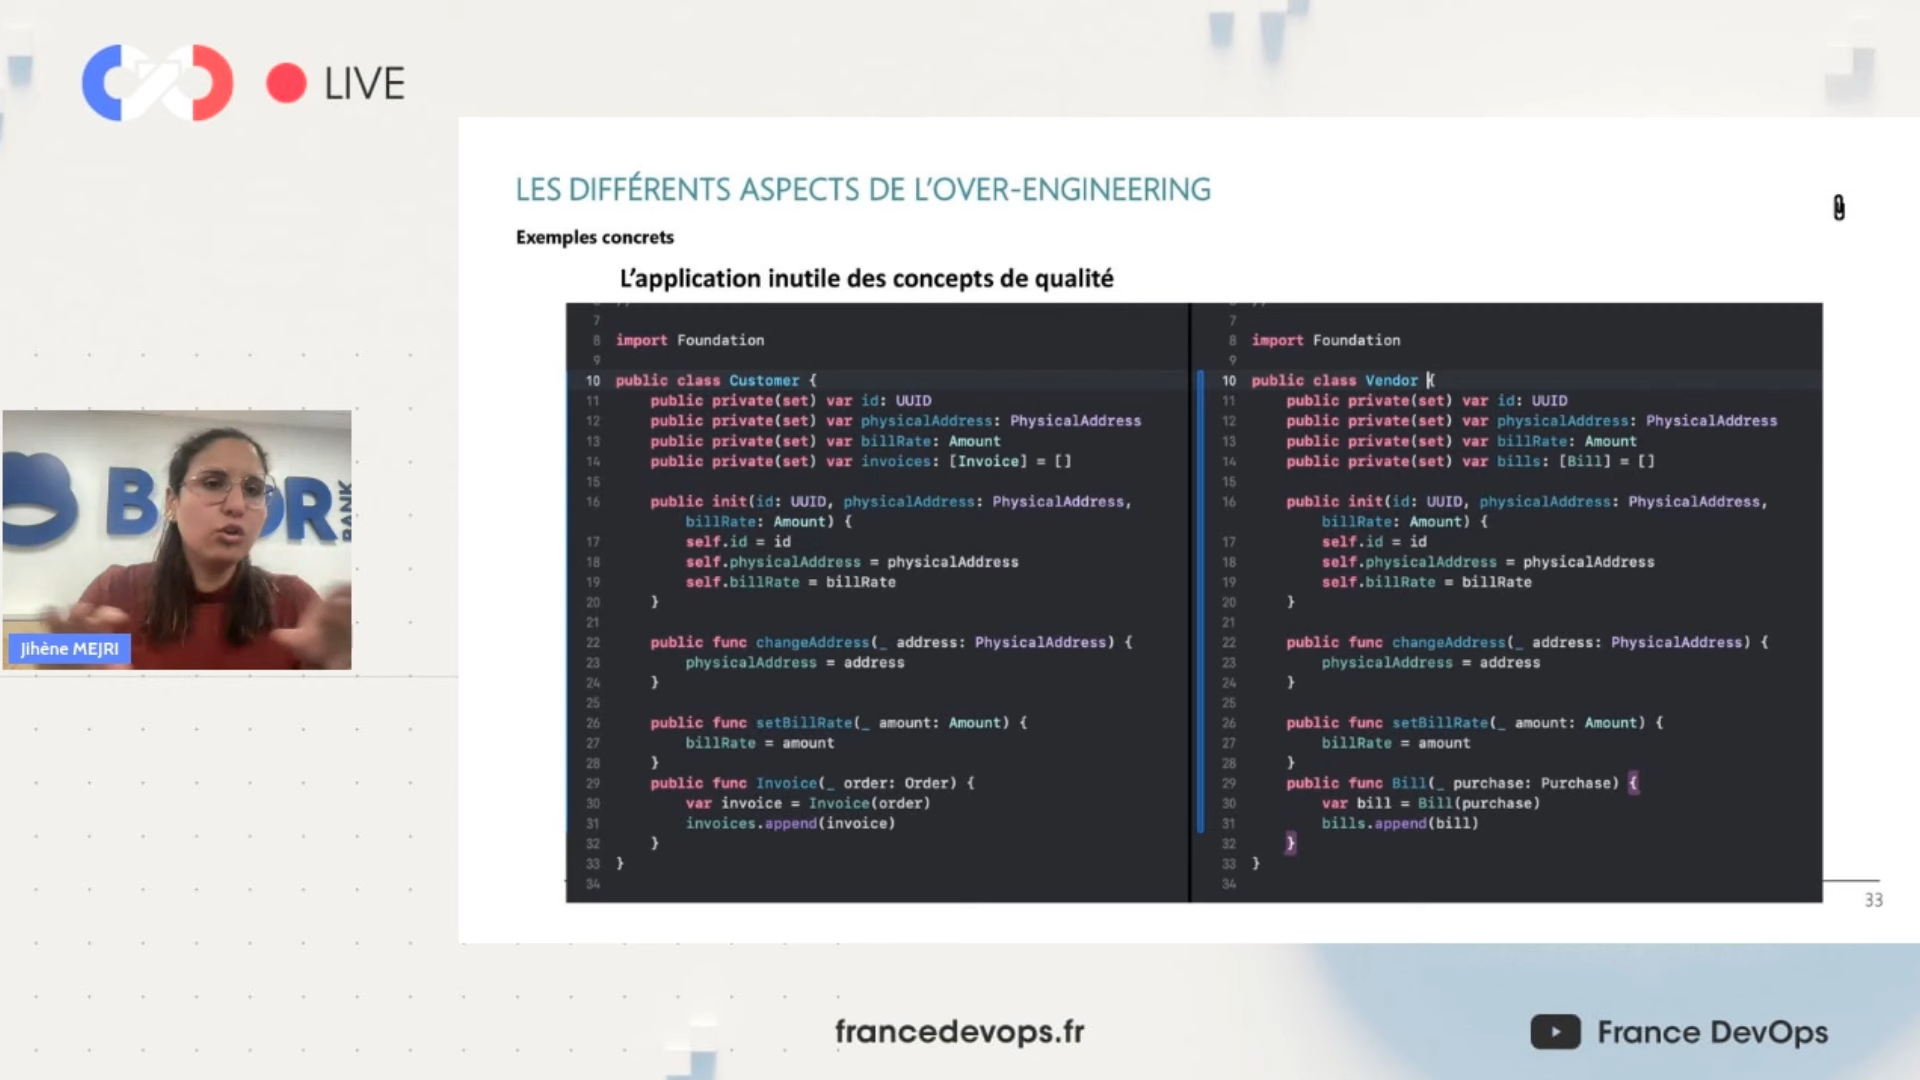 LIVE
LES DIFFÉRENTS ASPECTS DE L'OVER-ENGINEERING
Exemples concrets
L'application inutile des concepts de qualité
7
8 import Foundation
9
10 public class Customer {
11 public private(set) var id: UUID
12 public private(set) var physicalAddress: PhysicalAddress
13 public private(set) var billRate: Amount
14 public private(set) var invoices: [Invoice] = []
15
16 public init(id: UUID, physicalAddress: PhysicalAddress,
billRate: Amount) {
17 self.id = id
18 self.physicalAddress = physicalAddress
19 self.billRate = billRate
20 }
21
22 public func changeAddress(_ address: PhysicalAddress) {
23 physicalAddress = address
24 }
25
26 public func setBillRate(_ amount: Amount) {
27 billRate = amount
28 }
29 public func Invoice(_ order: Order) {
30 var invoice = Invoice(order)
31 invoices.append(invoice)
32 }
33 }
34
7
8 import Foundation
9
10 public class Vendor {
11 public private(set) var id: UUID
12 public private(set) var physicalAddress: PhysicalAddress
13 public private(set) var billRate: Amount
14 public private(set) var bills: [Bill] = []
15
16 public init(id: UUID, physicalAddress: PhysicalAddress,
billRate: Amount) {
17 self.id = id
18 self.physicalAddress = physicalAddress
19 self.billRate = billRate
20 }
21
22 public func changeAddress(_ address: PhysicalAddress) {
23 physicalAddress = address
24 }
25
26 public func setBillRate(_ amount: Amount) {
27 billRate = amount
28 }
29 public func Bill(_ purchase: Purchase) {
30 var bill = Bill(purchase)
31 bills.append(bill)
32 }
33 }
34
33
BANK
Jihène MEJRI
francedevops.fr
France DevOps